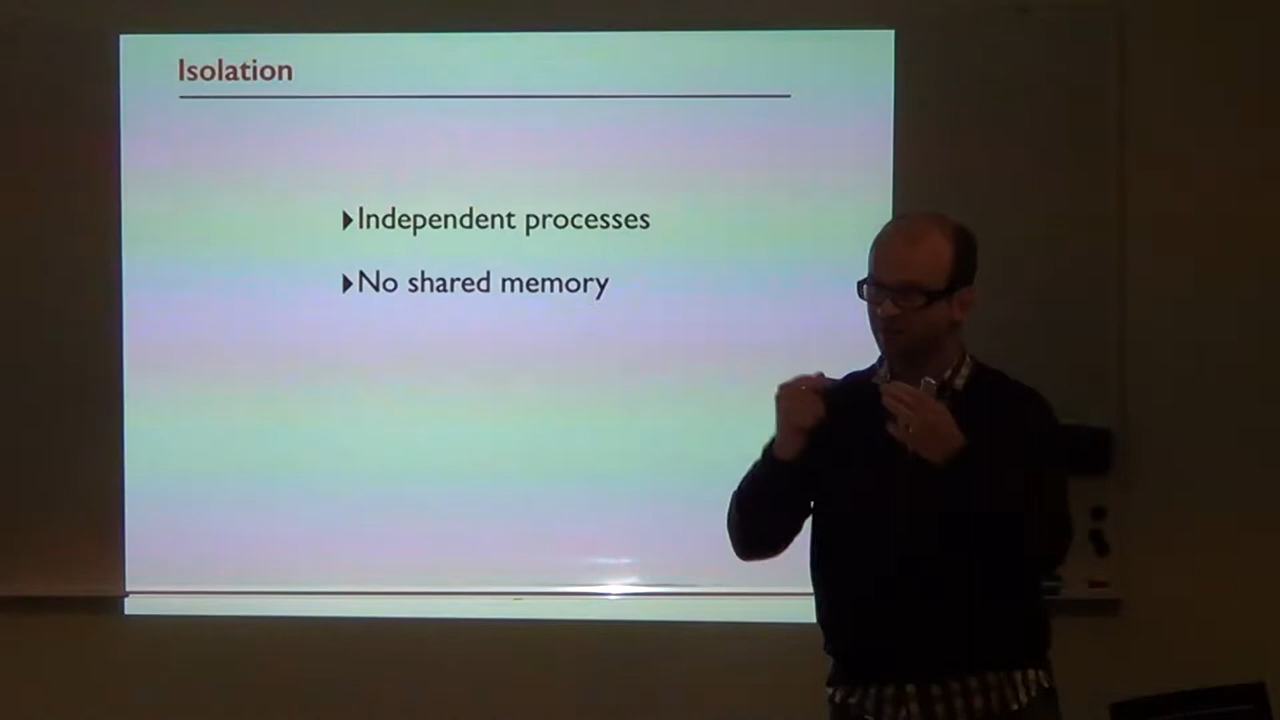 Isolation
Independent processes
No shared memory